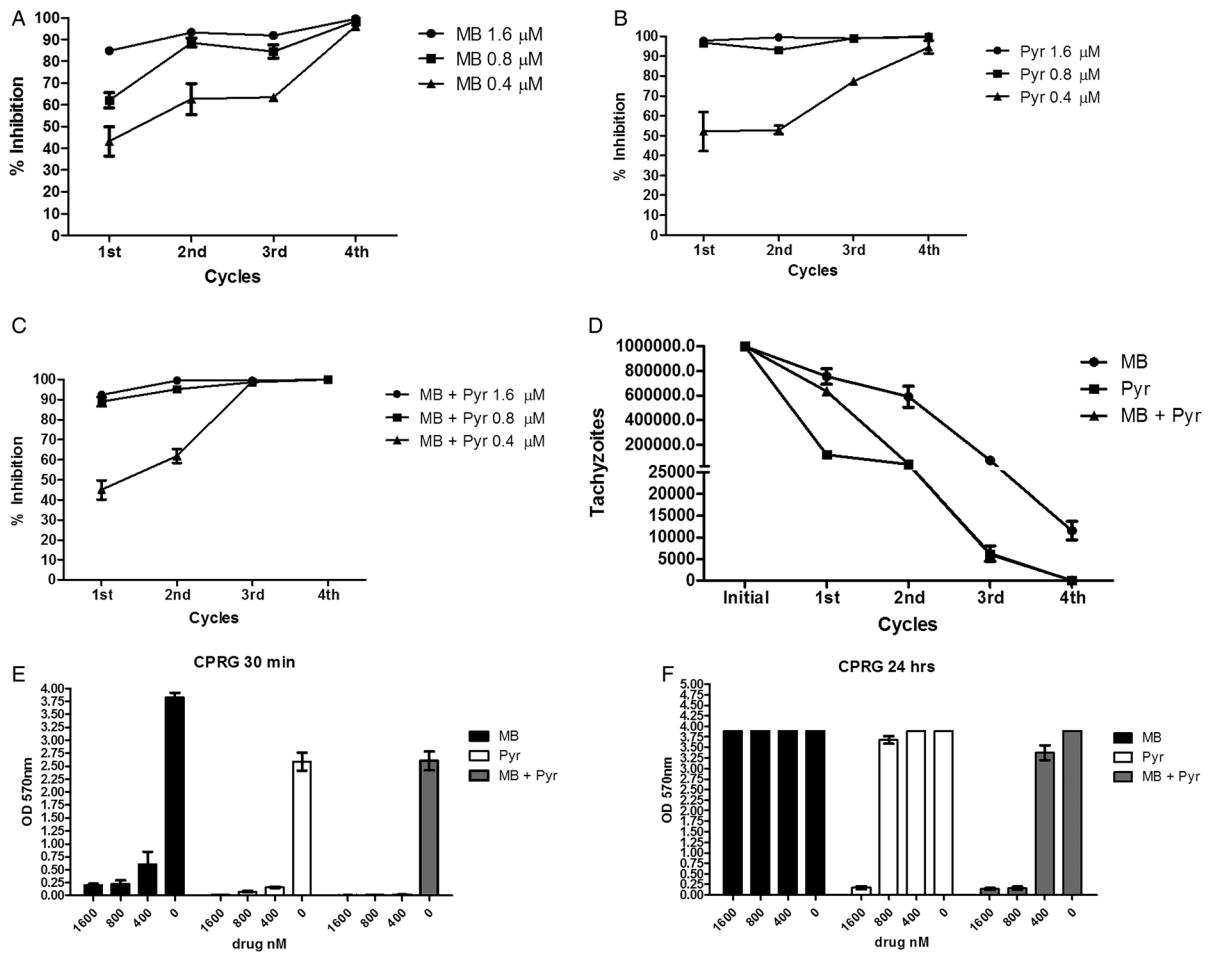 A
% Inhibition
100
90
80
70
60
50
40
30
20
10
0
1st 2nd 3rd 4th
Cycles
MB 1.6 μM
MB 0.8 μM
MB 0.4 μM
B
% Inhibition
100
90
80
70
60
50
40
30
20
10
0
1st 2nd 3rd 4th
Cycles
Pyr 1.6 μM
Pyr 0.8 μM
Pyr 0.4 μM
C
% Inhibition
100
90
80
70
60
50
40
30
20
10
0
1st 2nd 3rd 4th
Cycles
MB + Pyr 1.6 μM
MB + Pyr 0.8 μM
MB + Pyr 0.4 μM
D
Tachyzoites
1000000.0
800000.0
600000.0
400000.0
200000.0
25000
20000
15000
10000
5000
0
Initial 1st 2nd 3rd 4th
Cycles
MB
Pyr
MB + Pyr
E
CPRG 30 min
OD 570nm
4.00
3.75
3.50
3.25
3.00
2.75
2.50
2.25
2.00
1.75
1.50
1.25
1.00
0.75
0.50
0.25
0.00
1600 800 400 0 1600 800 400 0 1600 800 400 0
drug nM
MB
Pyr
MB + Pyr
F
CPRG 24 hrs
OD 570nm
5.00
4.75
4.50
4.25
4.00
3.75
3.50
3.25
3.00
2.75
2.50
2.25
2.00
1.75
1.50
1.25
1.00
0.75
0.50
0.25
0.00
1600 800 400 0 1600 800 400 0 1600 800 400 0
drug nM
MB
Pyr
MB + Pyr